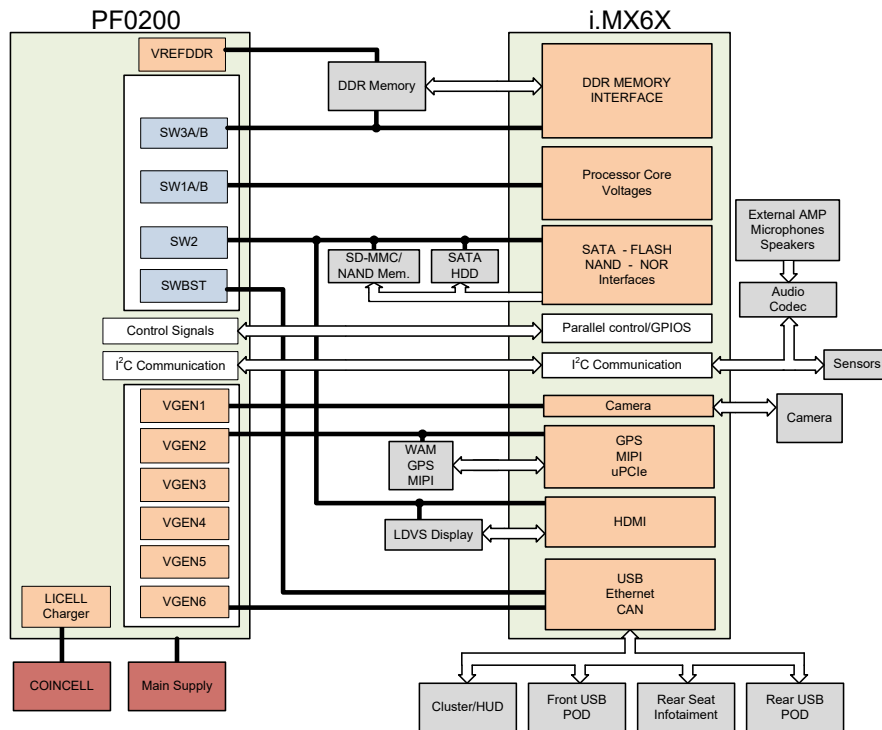 PF0200
i.MX6X
VREFDDR
DDR Memory
DDR MEMORY
INTERFACE
SW3A/B
SW1A/B
Processor Core
Voltages
External AMP
Microphones
Speakers
SW2
SD-MMC/
NAND Mem.
SATA
HDD
SATA - FLASH
NAND - NOR
Interfaces
SWBST
Audio
Codec
Control Signals
Parallel control/GPIOS
I²C Communication
I²C Communication
Sensors
VGEN1
Camera
Camera
VGEN2
WAM
GPS
MIPI
GPS
MIPI
uPCIe
VGEN3
VGEN4
LDVS Display
HDMI
VGEN5
VGEN6
USB
Ethernet
CAN
LICELL
Charger
COINCELL
Main Supply
Cluster/HUD
Front USB
POD
Rear Seat
Infotaiment
Rear USB
POD